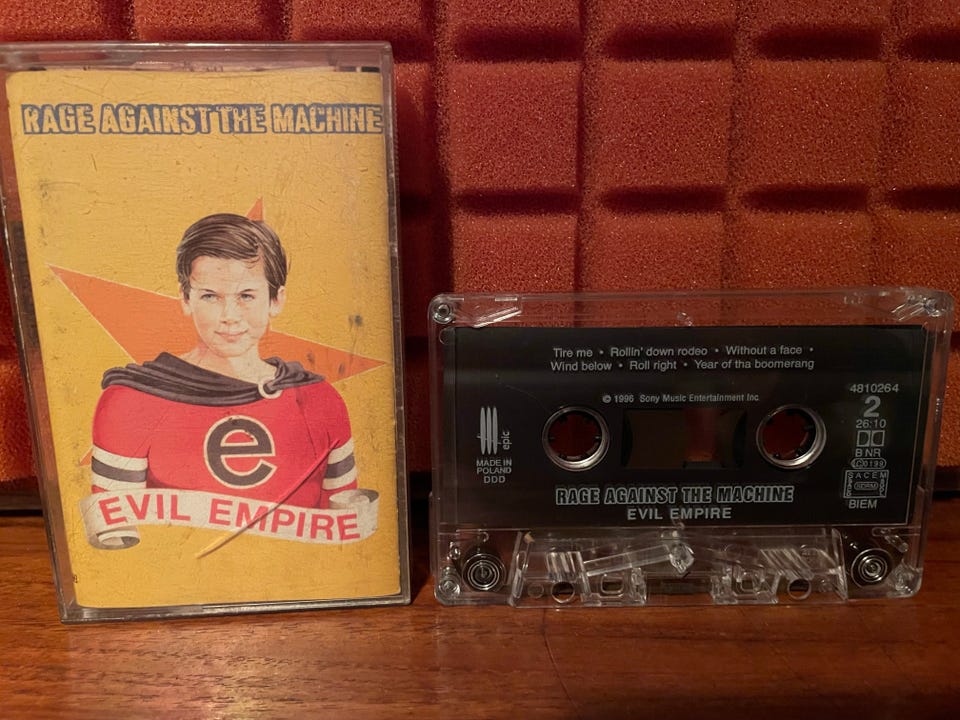 RAGE AGAINST THE MACHINE
e
EVIL EMPIRE
Tire me • Rollin' down rodeo • Without a face •
Wind below • Roll right • Year of tha boomerang
© 1996 Sony Music Entertainment Inc.
epic
MADE IN
POLAND
DDD
4810264
2
26:10
B NR
BIEM
RAGE AGAINST THE MACHINE
EVIL EMPIRE